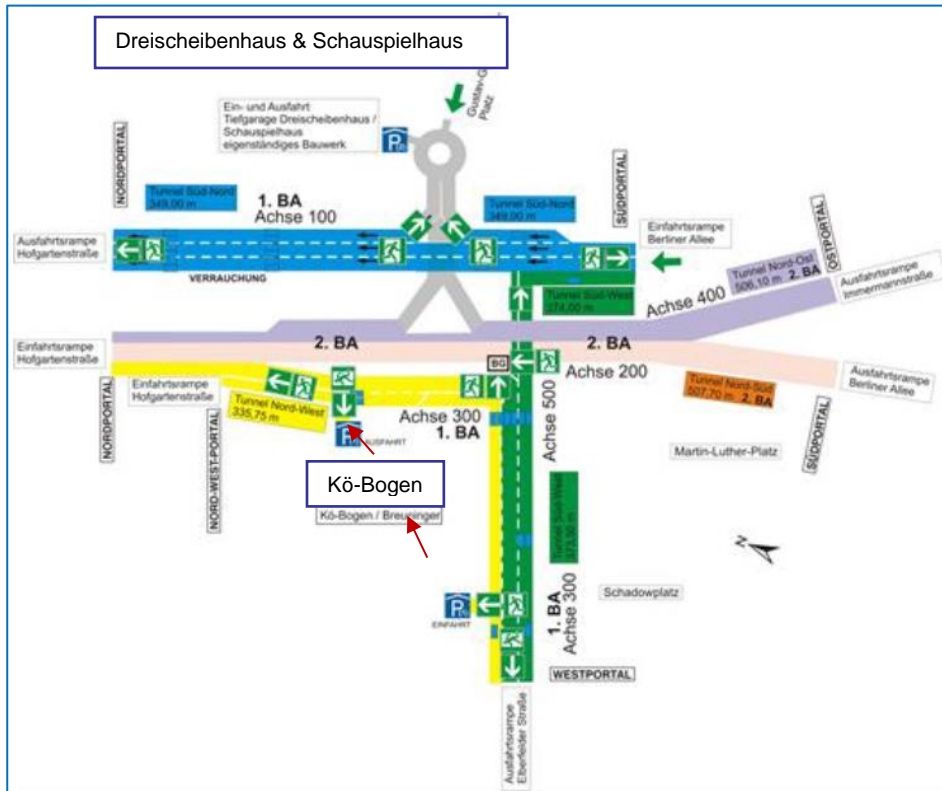 Dreischeibenhaus & Schauspielhaus
Gustav-G
Platz
Ein- und Ausfahrt
Tiefgarage Dreischeibenhaus /
Schauspielhaus
eigenständiges Bauwerk
P
NORDPORTAL
Tunnel Süd-Nord
349,00 m
1. BA
Achse 100
Tunnel Süd-Nord
349,00 m
SÜDPORTAL
Ausfahrtsrampe
Hofgartenstraße
Einfahrtsrampe
Berliner Allee
VERRAUCHUNG
OSTPORTAL
Tunnel Nord-Ost
506,10 m 2. BA
Ausfahrtsrampe
Immermannstraße
Achse 400
Tunnel Süd-West
374,00 m
Einfahrtsrampe
Hofgartenstraße
2. BA
2. BA
BG
Achse 200
Ausfahrtsrampe
Berliner Allee
NORDPORTAL
Einfahrtsrampe
Hofgartenstraße
Tunnel Nord-West
335,75 m
Achse 300
1. BA
Achse 500
Tunnel Nord-Süd
507,70 m 2. BA
SÜDPORTAL
NORD-WEST-PORTAL
P
AUSFAHRT
Martin-Luther-Platz
Kö-Bogen
Kö-Bogen / Breuninger
Tunnel Süd-West
N
P
EINFAHRT
1. BA
Achse 300
Schadowplatz
WESTPORTAL
Ausfahrtsrampe
Elberfelder Straße